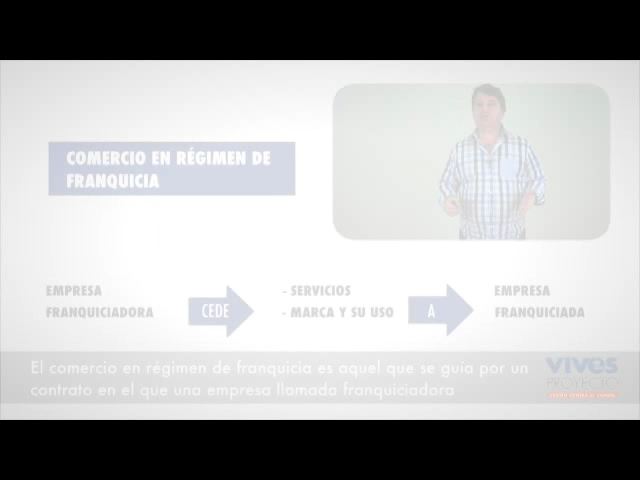 COMERCIO EN RÉGIMEN DE
FRANQUICIA
EMPRESA
FRANQUICIADORA
CEDE
- SERVICIOS
- MARCA Y SU USO
A
EMPRESA
FRANQUICIADA
El comercio en régimen de franquicia es aquel que se guía por un
contrato en el que una empresa llamada franquiciadora
VIVES
PROYECTO